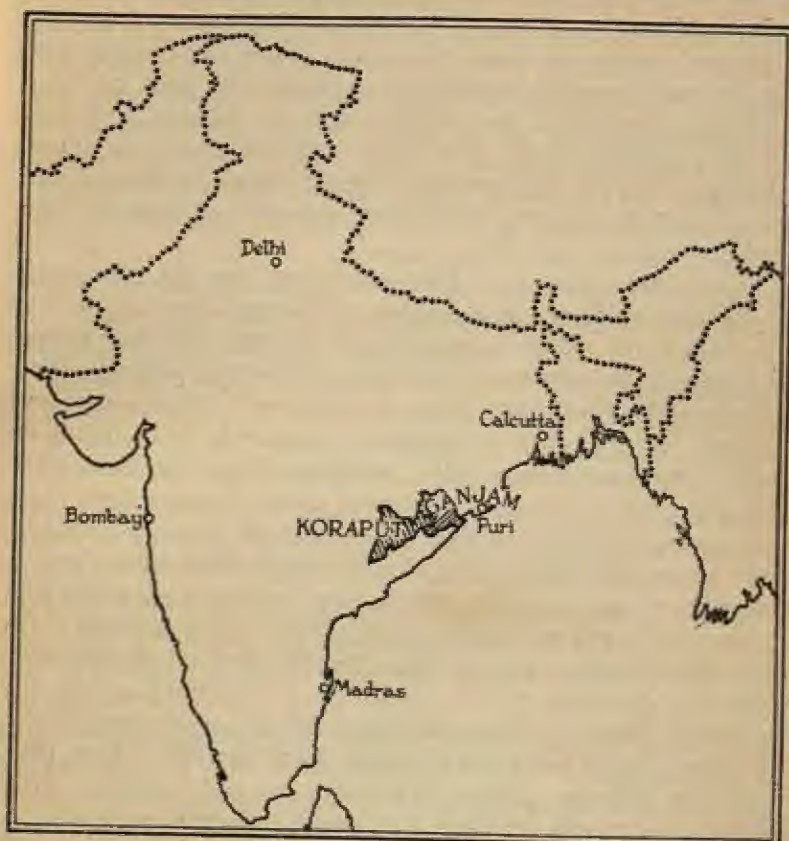 Delhi
Calcutta
GANJAM
Bombay
KORAPUT
Puri
Madras